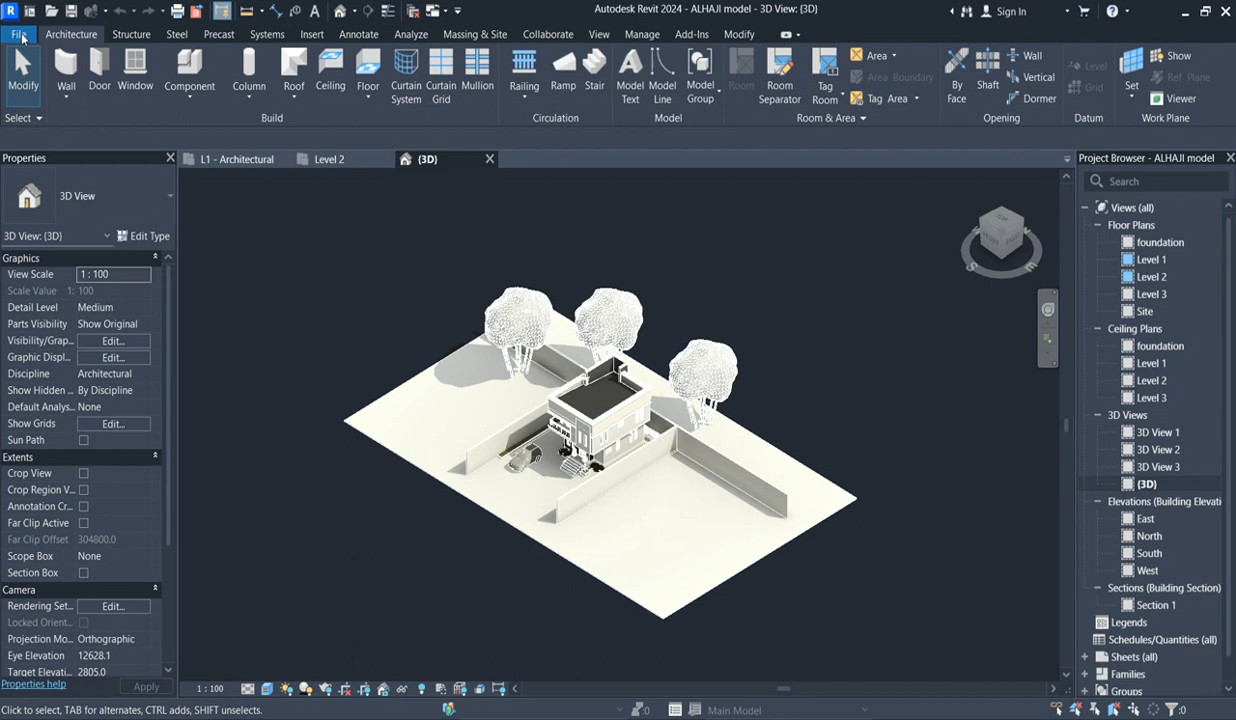 Autodesk Revit 2024 - ALHAJI model - 3D View: {3D}
Sign In
File Architecture Structure Steel Precast Systems Insert Annotate Analyze Massing & Site Collaborate View Manage Add-Ins Modify
Modify
Wall
Door
Window
Component
Column
Roof
Ceiling
Floor
Curtain System
Curtain Grid
Mullion
Railing
Ramp
Stair
Model Text
Model Line
Model Group
Room
Room Separator
Tag Room
Area
Area Boundary
Tag Area
By Face
Shaft
Wall
Vertical
Dormer
Level
Grid
Set
Show
Ref Plane
Viewer
Select Build Circulation Model Room & Area Opening Datum Work Plane
Properties
L1 - Architectural
Level 2
{3D}
3D View
3D View: {3D} Edit Type
Graphics
View Scale 1 : 100
Scale Value 1: 100
Detail Level Medium
Parts Visibility Show Original
Visibility/Grap... Edit...
Graphic Displ... Edit...
Discipline Architectural
Show Hidden ... By Discipline
Default Analys... None
Show Grids Edit...
Sun Path
Extents
Crop View
Crop Region V...
Annotation Cr...
Far Clip Active
Far Clip Offset 304800.0
Scope Box None
Section Box
Camera
Rendering Set... Edit...
Locked Orient...
Projection Mo... Orthographic
Eye Elevation 12628.1
Target Elevati... 2805.0
Properties help Apply
1 : 100
Project Browser - ALHAJI model
Search
Views (all)
Floor Plans
foundation
Level 1
Level 2
Level 3
Site
Ceiling Plans
foundation
Level 1
Level 2
Level 3
3D Views
3D View 1
3D View 2
3D View 3
{3D}
Elevations (Building Elevati
East
North
South
West
Sections (Building Section)
Section 1
Legends
Schedules/Quantities (all)
Sheets (all)
Families
Groups
Click to select, TAB for alternates, CTRL adds, SHIFT unselects.
:0
Main Model
:0